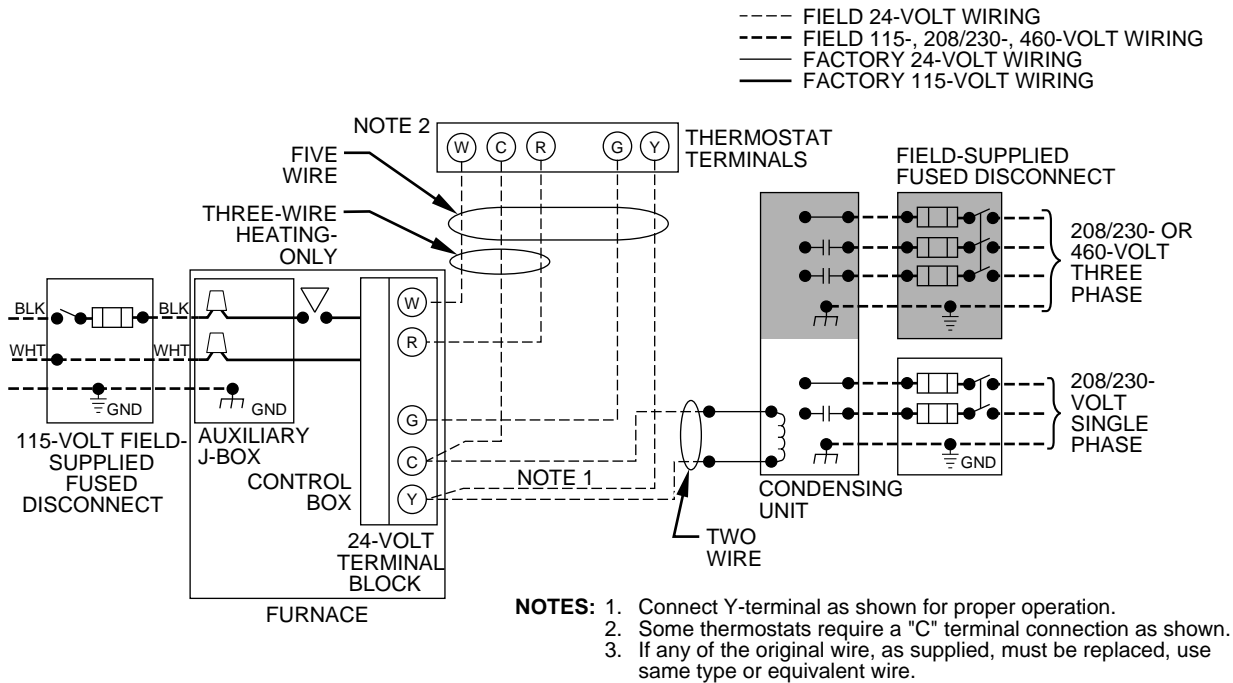 FIELD 24-VOLT WIRING
FIELD 115-, 208/230-, 460-VOLT WIRING
FACTORY 24-VOLT WIRING
FACTORY 115-VOLT WIRING
NOTE 2
W C R G Y
THERMOSTAT
TERMINALS
FIVE
WIRE
THREE-WIRE
HEATING-
ONLY
FIELD-SUPPLIED
FUSED DISCONNECT
208/230- OR
460-VOLT
THREE
PHASE
BLK
BLK
WHT
WHT
GND
GND
W
R
G
C
Y
NOTE 1
115-VOLT FIELD-
SUPPLIED
FUSED
DISCONNECT
AUXILIARY
J-BOX
CONTROL
BOX
24-VOLT
TERMINAL
BLOCK
FURNACE
208/230-
VOLT
SINGLE
PHASE
GND
CONDENSING
UNIT
TWO
WIRE
NOTES: 1. Connect Y-terminal as shown for proper operation.
2. Some thermostats require a "C" terminal connection as shown.
3. If any of the original wire, as supplied, must be replaced, use
same type or equivalent wire.